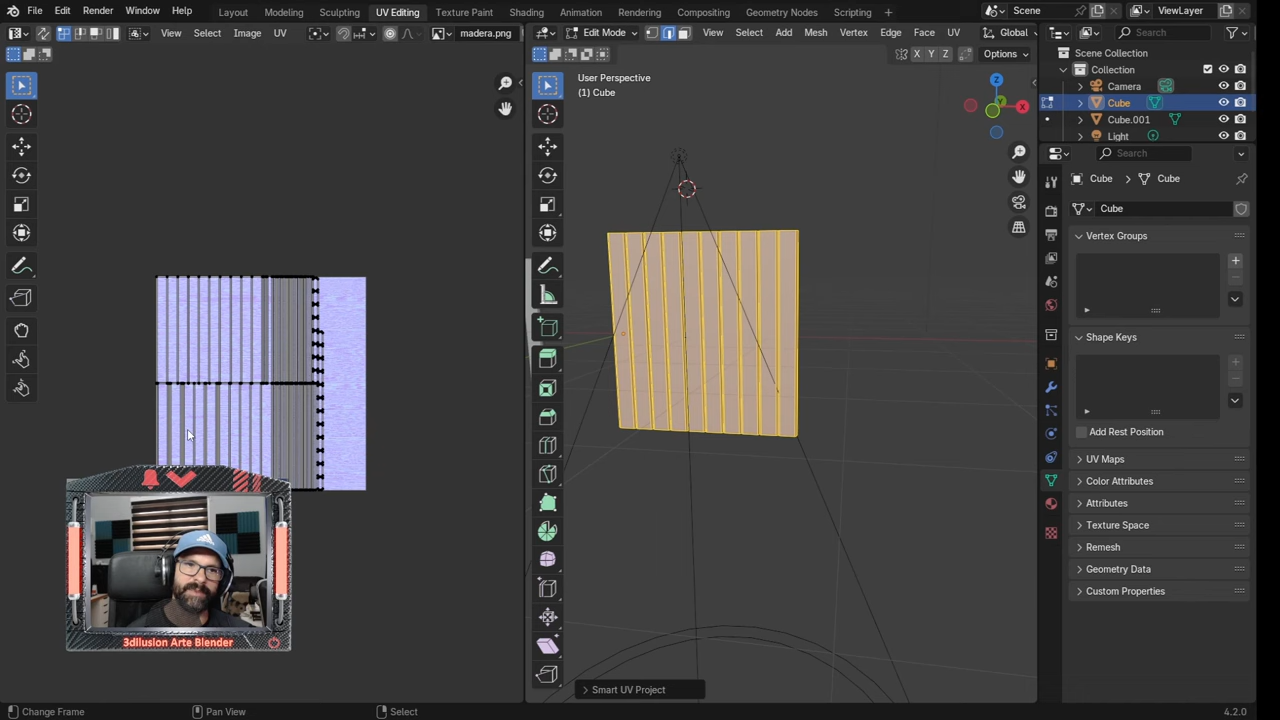 File Edit Render Window Help Layout Modeling Sculpting UV Editing Texture Paint Shading Animation Rendering Compositing Geometry Nodes Scripting + Scene ViewLayer
View Select Image UV madera.png Edit Mode View Select Add Mesh Vertex Edge Face UV Global Search
X Y Z Options
Scene Collection
Collection
Camera
Cube
Cube.001
Light
User Perspective
(1) Cube
Z
X
Y
Search
Cube > Cube
Cube
Vertex Groups
Shape Keys
Add Rest Position
UV Maps
Color Attributes
Attributes
Texture Space
Remesh
Geometry Data
Custom Properties
3dilusion Arte Blender
Smart UV Project
Change Frame Pan View Select 4.2.0